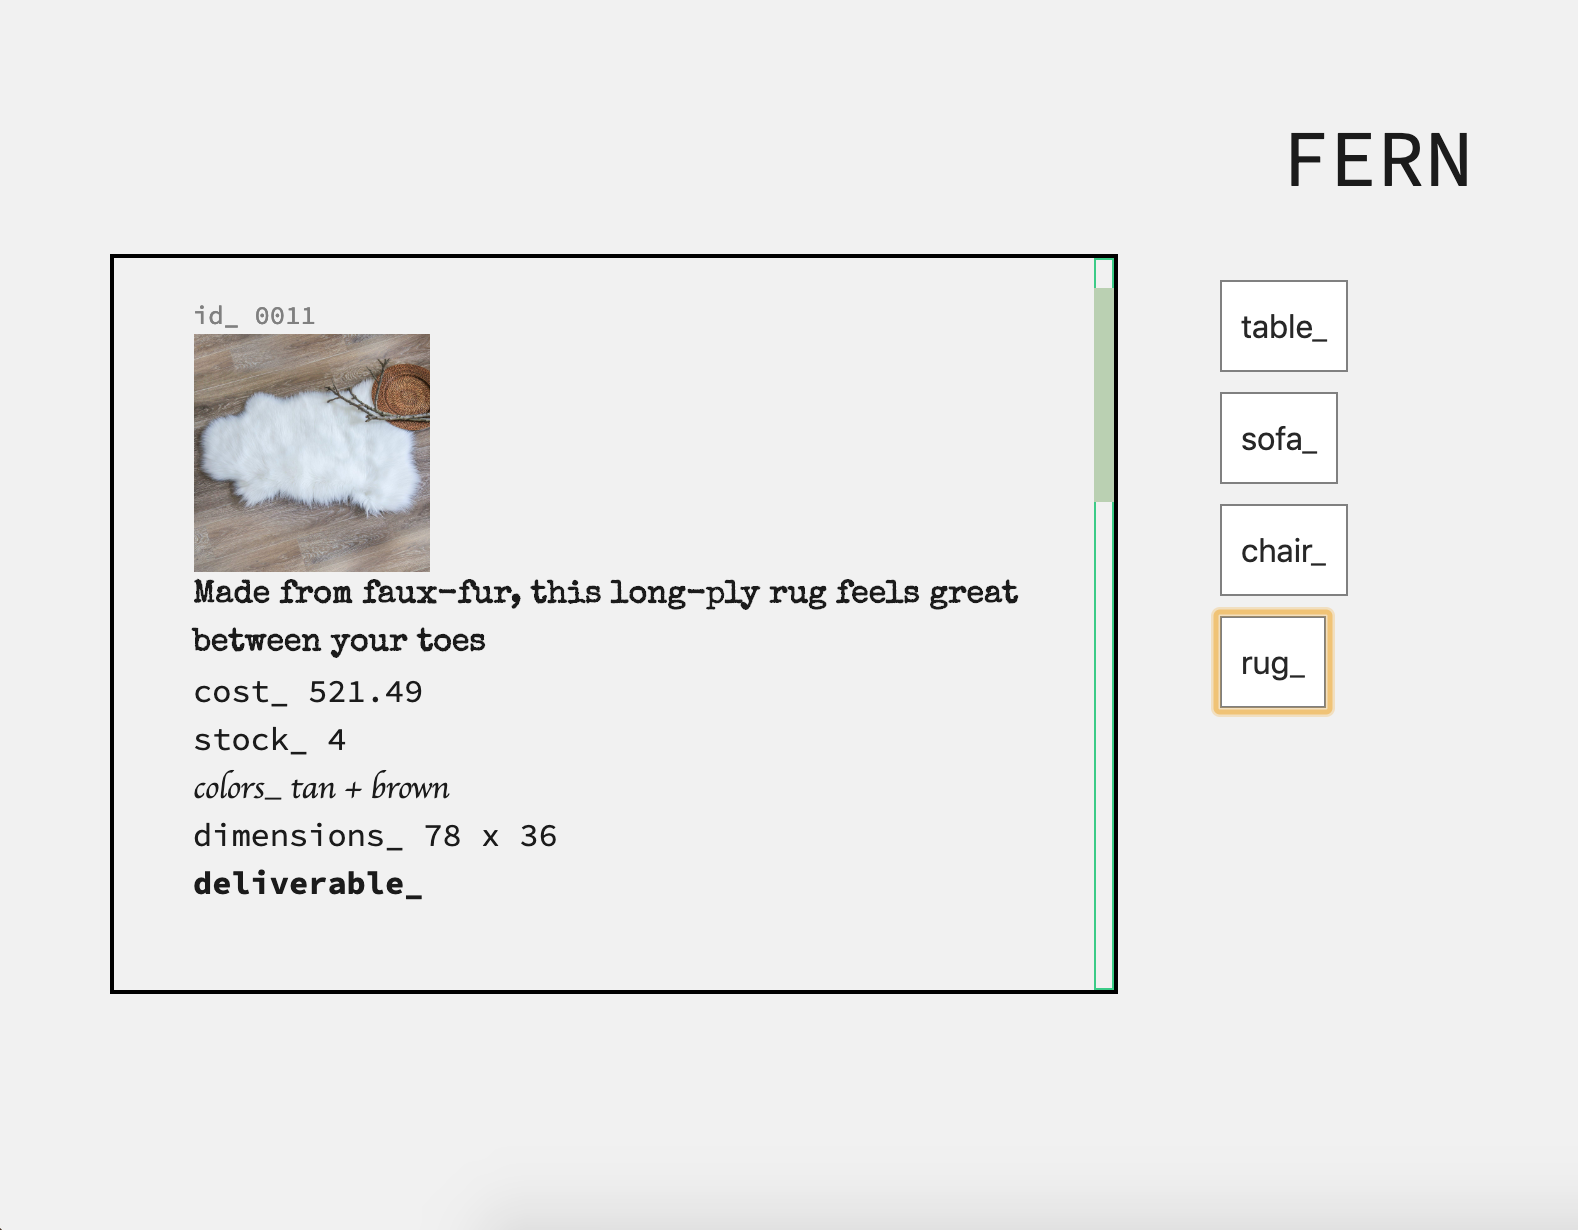 FERN
id_ 0011
Made from faux-fur, this long-ply rug feels great
between your toes
cost_ 521.49
stock_ 4
colors_ tan + brown
dimensions_ 78 x 36
deliverable_
table_
sofa_
chair_
rug_